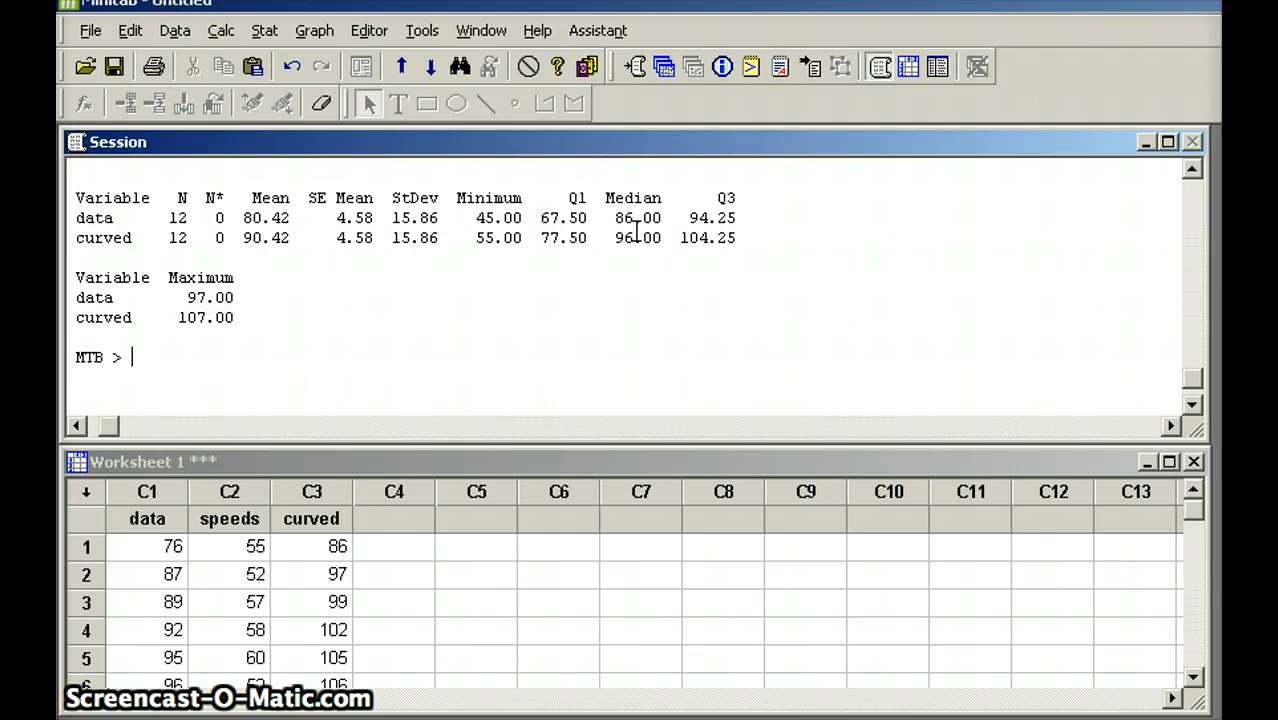 Minitab - Untitled
File Edit Data Calc Stat Graph Editor Tools Window Help Assistant
Session
Variable N N* Mean SE Mean StDev Minimum Q1 Median Q3
data 12 0 80.42 4.58 15.86 45.00 67.50 86.00 94.25
curved 12 0 90.42 4.58 15.86 55.00 77.50 96.00 104.25
Variable Maximum
data 97.00
curved 107.00
MTB >
Worksheet 1 ***
C1 C2 C3 C4 C5 C6 C7 C8 C9 C10 C11 C12 C13
data speeds curved
1 76 55 86
2 87 52 97
3 89 57 99
4 92 58 102
5 95 60 105
6 96 106
Screencast-O-Matic.com